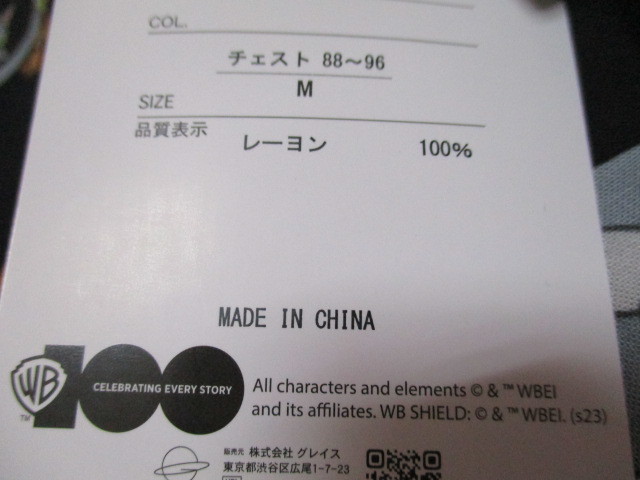 COL.
チェスト 88～96
SIZE M
品質表示 レーヨン 100%
MADE IN CHINA
WB 100 CELEBRATING EVERY STORY
TM
All characters and elements © & ™ WBEI
and its affiliates. WB SHIELD: © & ™ WBEI. (s23)
販売元 株式会社 グレイス
東京都渋谷区広尾1-7-23